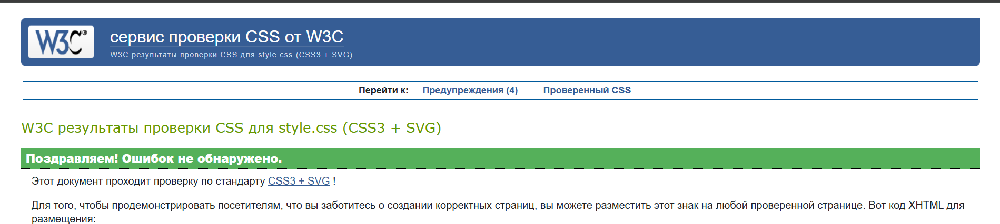 W3C®
сервис проверки CSS от W3C
W3C результаты проверки CSS для style.css (CSS3 + SVG)
Перейти к: Предупреждения (4) Проверенный CSS
W3C результаты проверки CSS для style.css (CSS3 + SVG)
Поздравляем! Ошибок не обнаружено.
Этот документ проходит проверку по стандарту CSS3 + SVG !
Для того, чтобы продемонстрировать посетителям, что вы заботитесь о создании корректных страниц, вы можете разместить этот знак на любой проверенной странице. Вот код XHTML для
размещения: